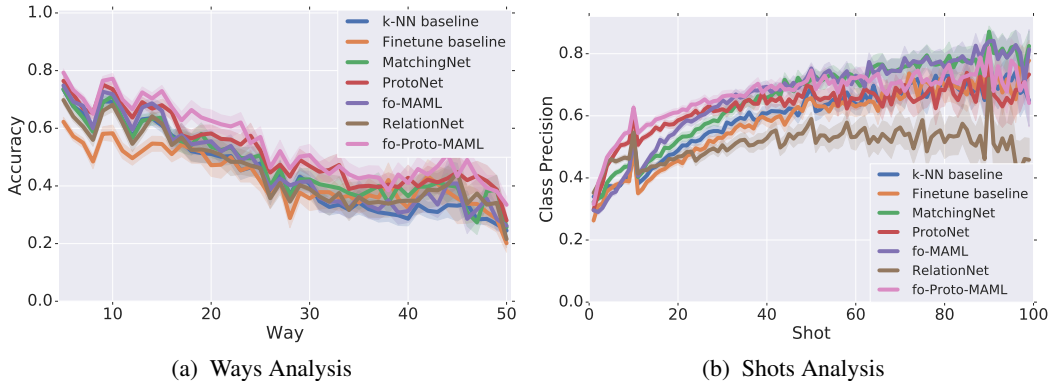 1.0
0.8
0.6
0.4
0.2
0.0
Accuracy
10
20
30
40
50
Way
k-NN baseline
Finetune baseline
MatchingNet
ProtoNet
fo-MAML
RelationNet
fo-Proto-MAML
(a) Ways Analysis
0.8
0.6
0.4
0.2
0.0
Class Precision
0
20
40
60
80
100
Shot
k-NN baseline
Finetune baseline
MatchingNet
ProtoNet
fo-MAML
RelationNet
fo-Proto-MAML
(b) Shots Analysis